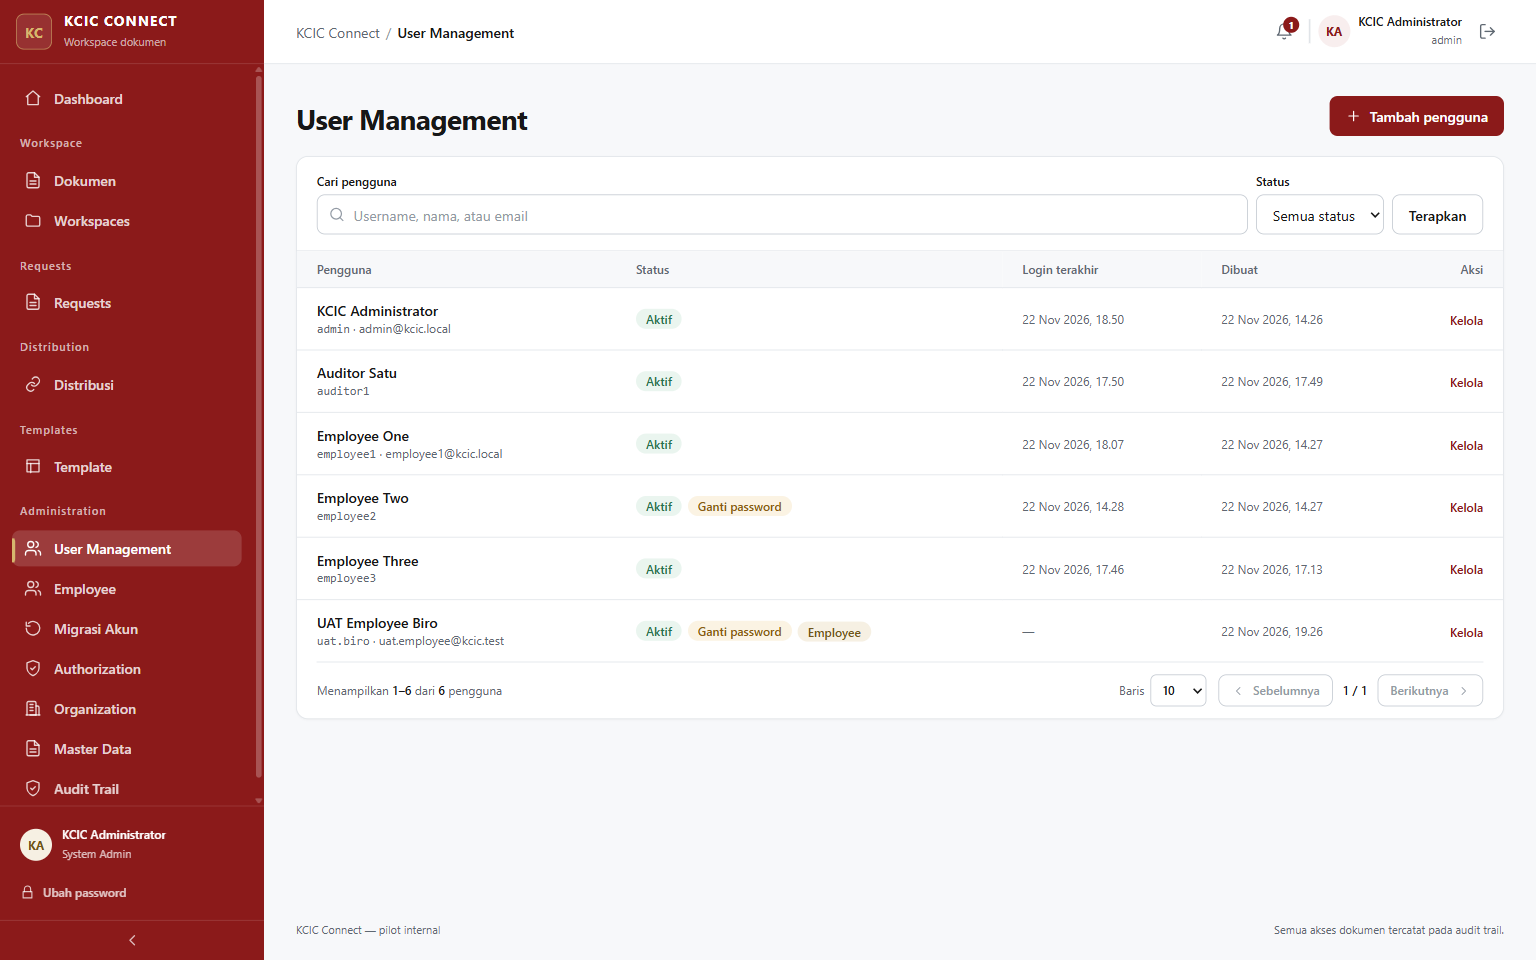 KC
KCIC CONNECT
Workspace dokumen
Dashboard
Workspace
Dokumen
Workspaces
Requests
Requests
Distribution
Distribusi
Templates
Template
Administration
User Management
Employee
Migrasi Akun
Authorization
Organization
Master Data
Audit Trail
KA
KCIC Administrator
System Admin
Ubah password
KCIC Connect / User Management
1
KA
KCIC Administrator
admin
User Management
+ Tambah pengguna
Cari pengguna
Status
Username, nama, atau email
Semua status
Terapkan
Pengguna Status Login terakhir Dibuat Aksi
KCIC Administrator
admin · admin@kcic.local
Aktif
22 Nov 2026, 18.50
22 Nov 2026, 14.26
Kelola
Auditor Satu
auditor1
Aktif
22 Nov 2026, 17.50
22 Nov 2026, 17.49
Kelola
Employee One
employee1 · employee1@kcic.local
Aktif
22 Nov 2026, 18.07
22 Nov 2026, 14.27
Kelola
Employee Two
employee2
Aktif Ganti password
22 Nov 2026, 14.28
22 Nov 2026, 14.27
Kelola
Employee Three
employee3
Aktif
22 Nov 2026, 17.46
22 Nov 2026, 17.13
Kelola
UAT Employee Biro
uat.biro · uat.employee@kcic.test
Aktif Ganti password Employee
—
22 Nov 2026, 19.26
Kelola
Menampilkan 1–6 dari 6 pengguna
Baris 10 Sebelumnya 1 / 1 Berikutnya
KCIC Connect — pilot internal
Semua akses dokumen tercatat pada audit trail.